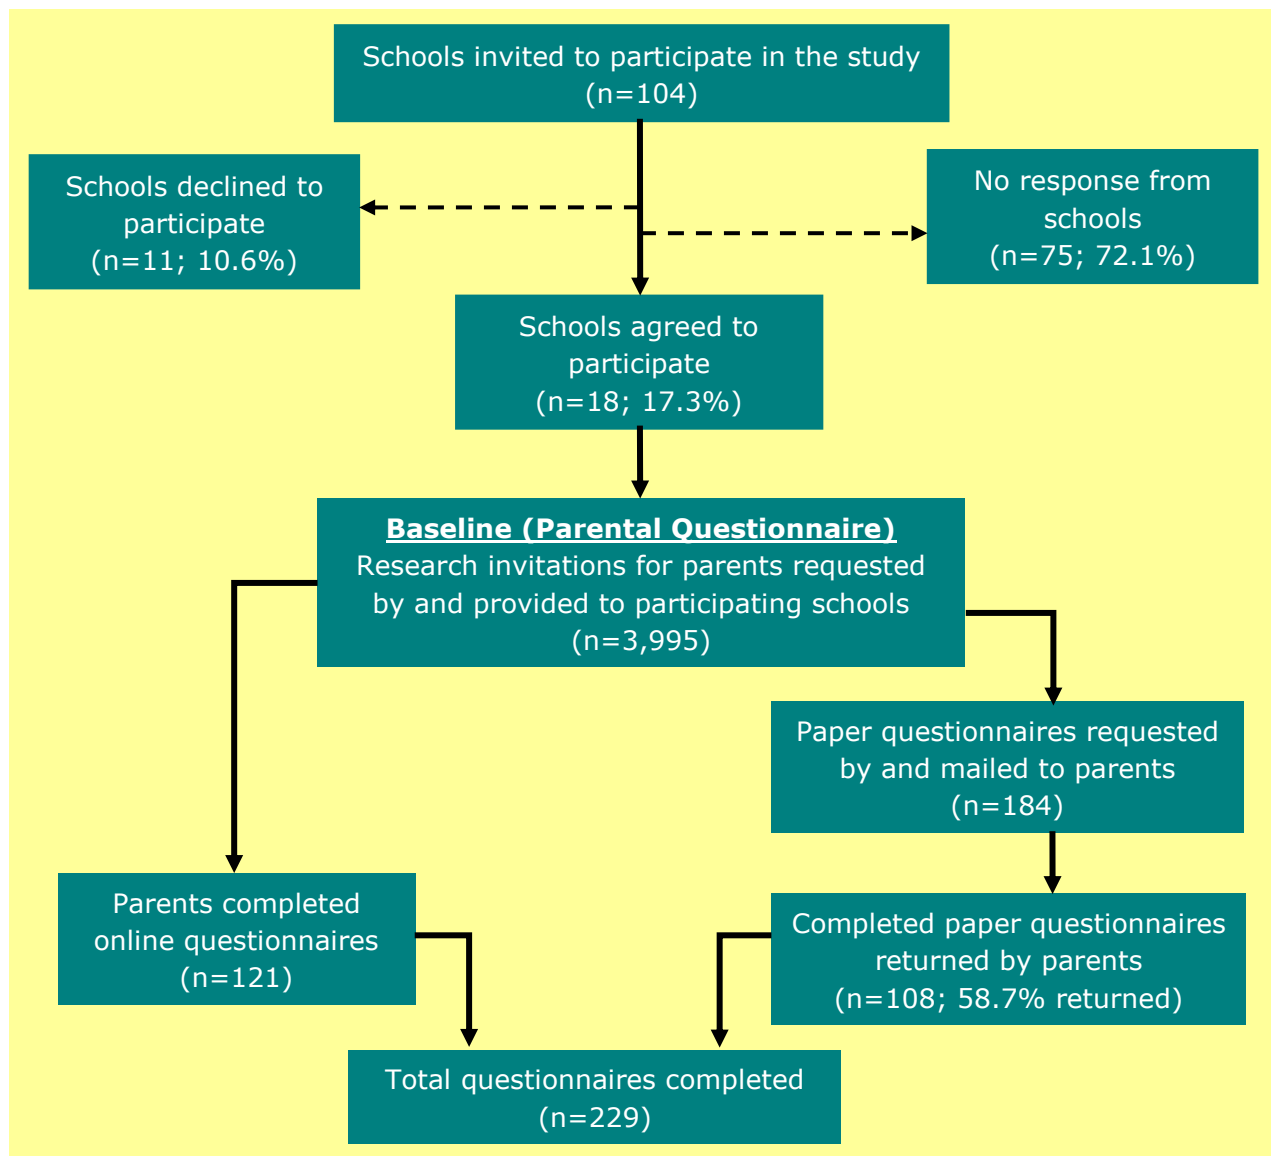 Schools invited to participate in the study
(n=104)
Schools declined to
participate
(n=11; 10.6%)
No response from
schools
(n=75; 72.1%)
Schools agreed to
participate
(n=18; 17.3%)
Baseline (Parental Questionnaire)
Research invitations for parents requested
by and provided to participating schools
(n=3,995)
Paper questionnaires requested
by and mailed to parents
(n=184)
Parents completed
online questionnaires
(n=121)
Completed paper questionnaires
returned by parents
(n=108; 58.7% returned)
Total questionnaires completed
(n=229)